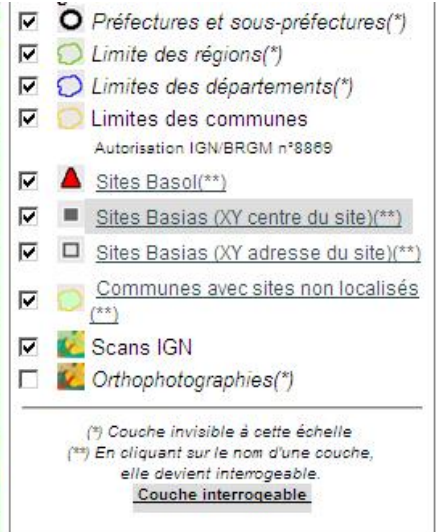 Préfectures et sous-préfectures(*)
Limite des régions(*)
Limites des départements(*)
Limites des communes
Autorisation IGN/BRGM n°8869
Sites Basol(**)
Sites Basias (XY centre du site)(**)
Sites Basias (XY adresse du site)(**)
Communes avec sites non localisés
(**)
Scans IGN
Orthophotographies(*)
(*) Couche invisible à cette échelle
(**) En cliquant sur le nom d'une couche,
elle devient interrogeable.
Couche interrogeable